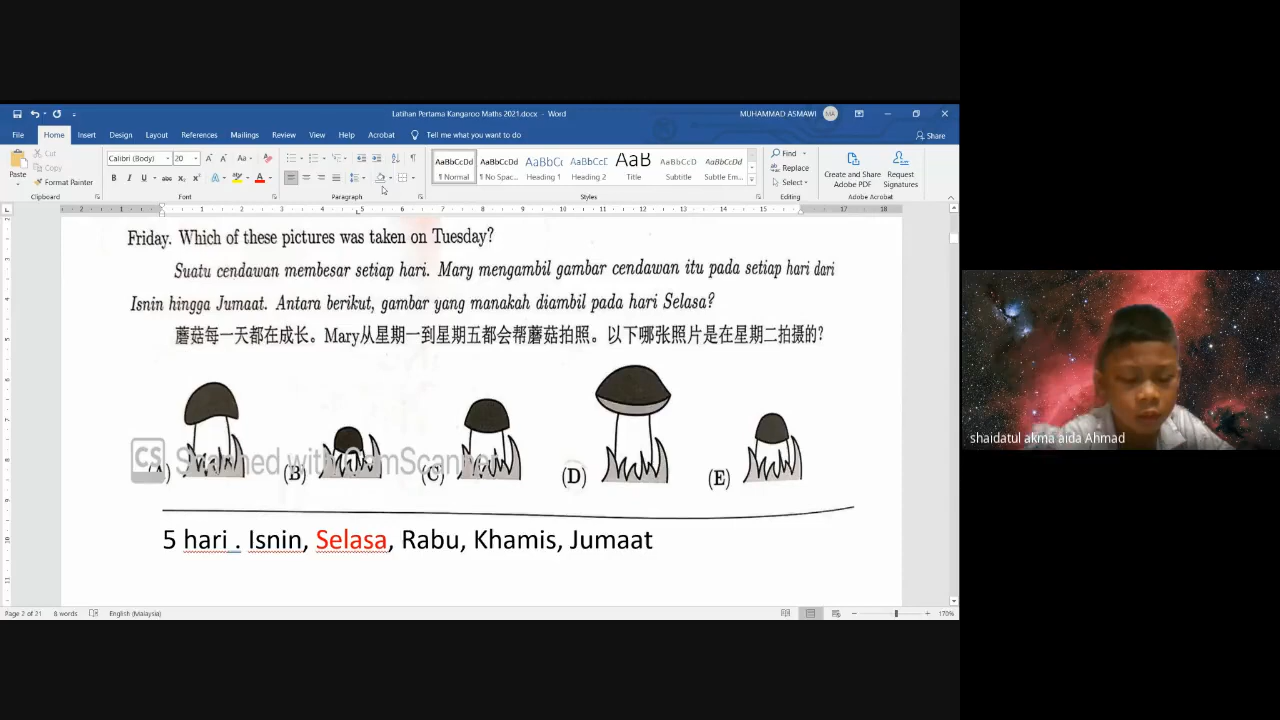 Latihan Pertama Kangaroo Maths 2021.docx - Word
MUHAMMAD ASMAWI
MA
File Home Insert Design Layout References Mailings Review View Help Acrobat Tell me what you want to do
Share
Paste
Cut
Copy
Format Painter
Clipboard
Calibri (Body) 20
Font
Paragraph
AaBbCcDd AaBbCcDd AaBbCc AaBbCcC AaB AaBbCcD AaBbCcDd
¶ Normal ¶ No Spac... Heading 1 Heading 2 Title Subtitle Subtle Em...
Styles
Find
Replace
Select
Editing
Create and Share Adobe PDF
Request Signatures
Adobe Acrobat
Friday. Which of these pictures was taken on Tuesday?
Suatu cendawan membesar setiap hari. Mary mengambil gambar cendawan itu pada setiap hari dari
Isnin hingga Jumaat. Antara berikut, gambar yang manakah diambil pada hari Selasa?
蘑菇每一天都在成长。Mary从星期一到星期五都会帮蘑菇拍照。以下哪张照片是在星期二拍摄的?
CS Scanned with CamScanner
(A) (B) (C) (D) (E)
5 hari . Isnin, Selasa, Rabu, Khamis, Jumaat
Page 2 of 21 8 words English (Malaysia) 170%
shaidatul akma aida Ahmad